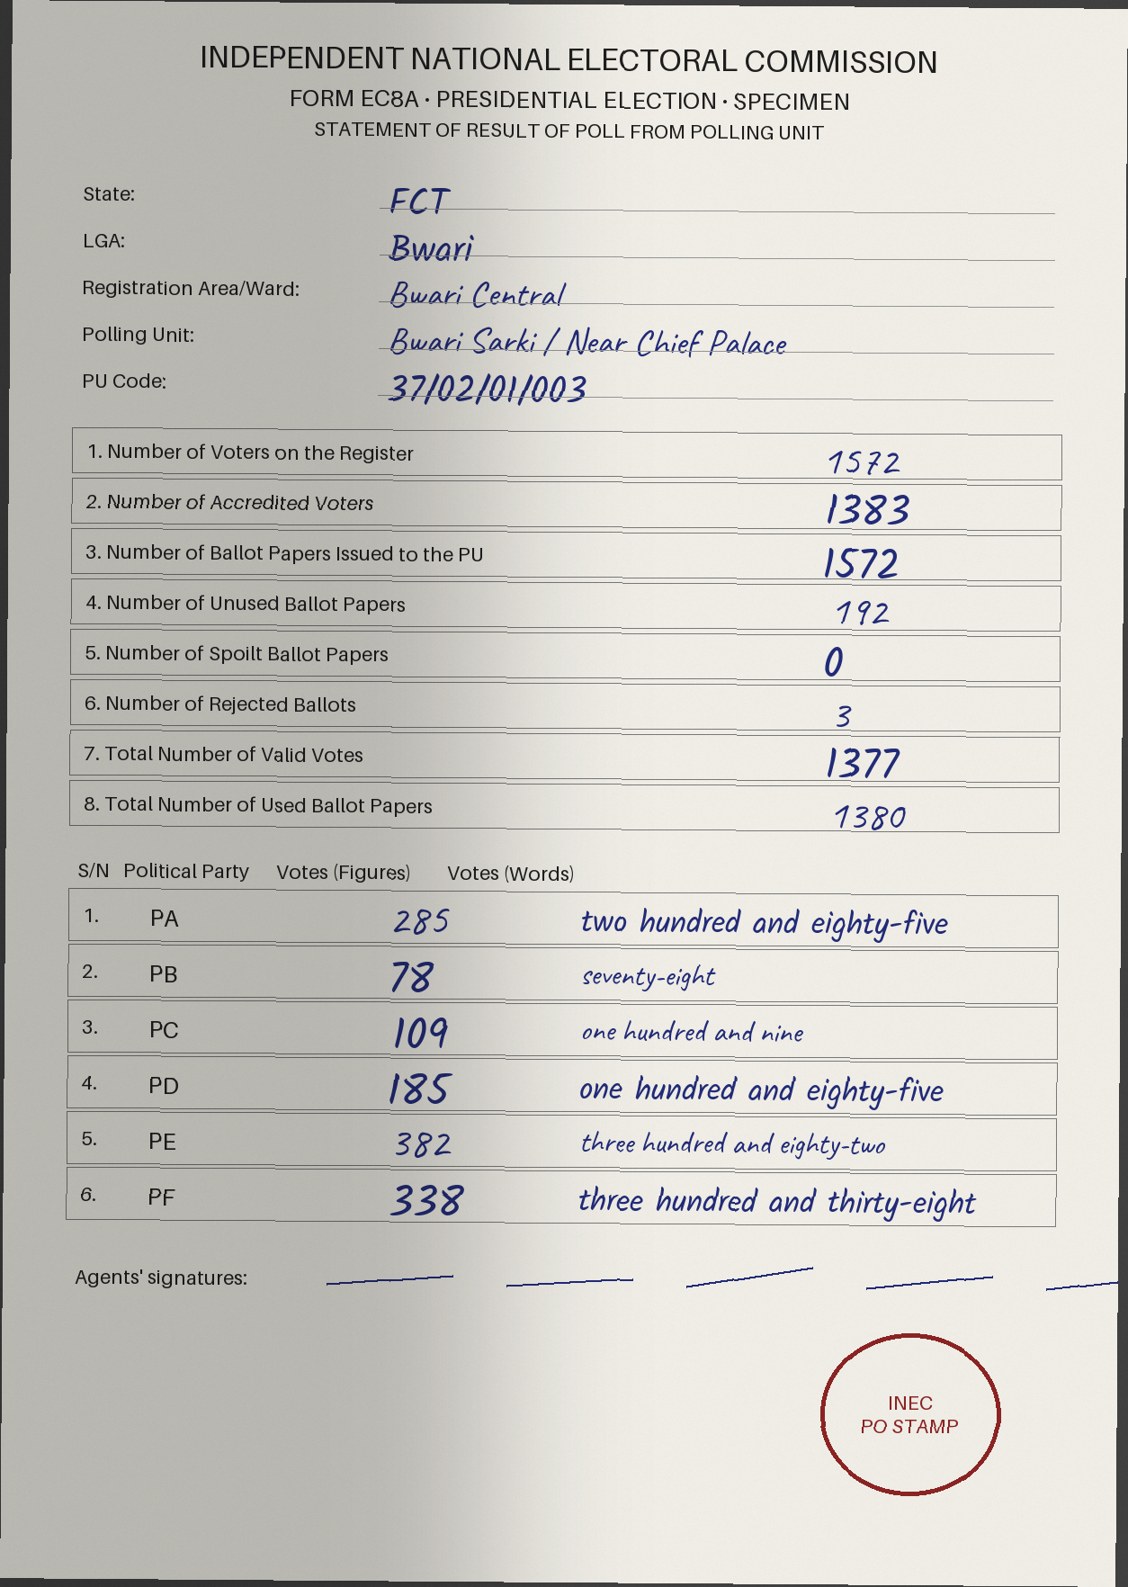 INDEPENDENT NATIONAL ELECTORAL COMMISSION
FORM EC8A · PRESIDENTIAL ELECTION · SPECIMEN
STATEMENT OF RESULT OF POLL FROM POLLING UNIT
State: FCT
LGA: Bwari
Registration Area/Ward: Bwari Central
Polling Unit: Bwari Sarki / Near Chief Palace
PU Code: 37/02/01/003
1. Number of Voters on the Register 1572
2. Number of Accredited Voters 1383
3. Number of Ballot Papers Issued to the PU 1572
4. Number of Unused Ballot Papers 192
5. Number of Spoilt Ballot Papers 0
6. Number of Rejected Ballots 3
7. Total Number of Valid Votes 1377
8. Total Number of Used Ballot Papers 1380
S/N Political Party Votes (Figures) Votes (Words)
1. PA 285 two hundred and eighty-five
2. PB 78 seventy-eight
3. PC 109 one hundred and nine
4. PD 185 one hundred and eighty-five
5. PE 382 three hundred and eighty-two
6. PF 338 three hundred and thirty-eight
Agents' signatures:
INEC
PO STAMP